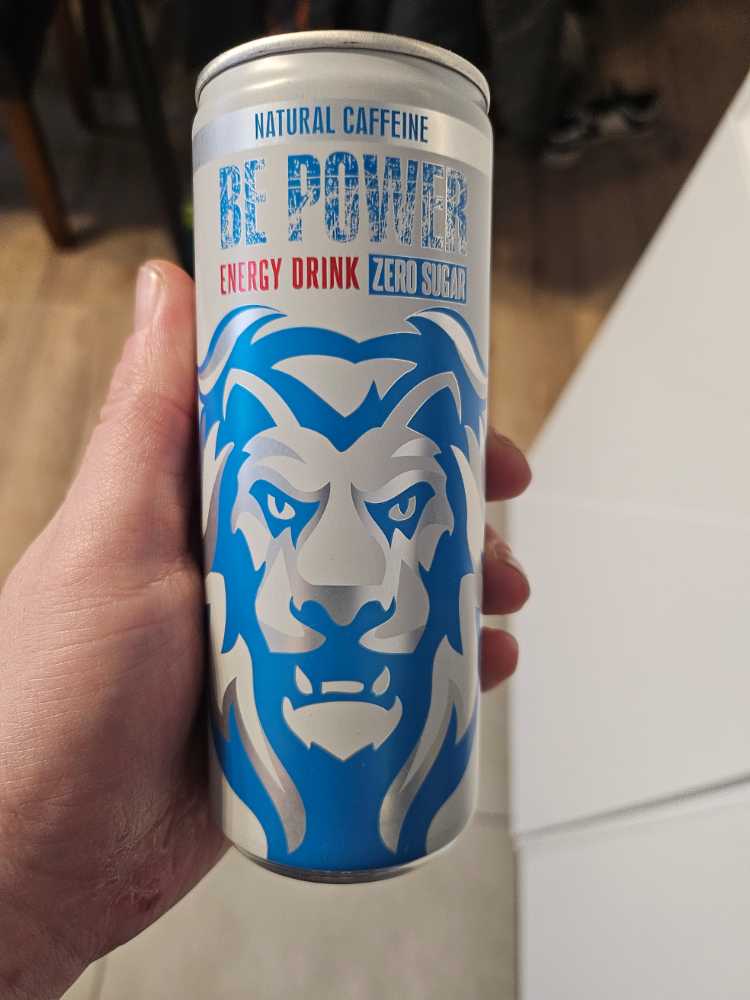 NATURAL CAFFEINE
BE POWER
ENERGY DRINK ZERO SUGAR